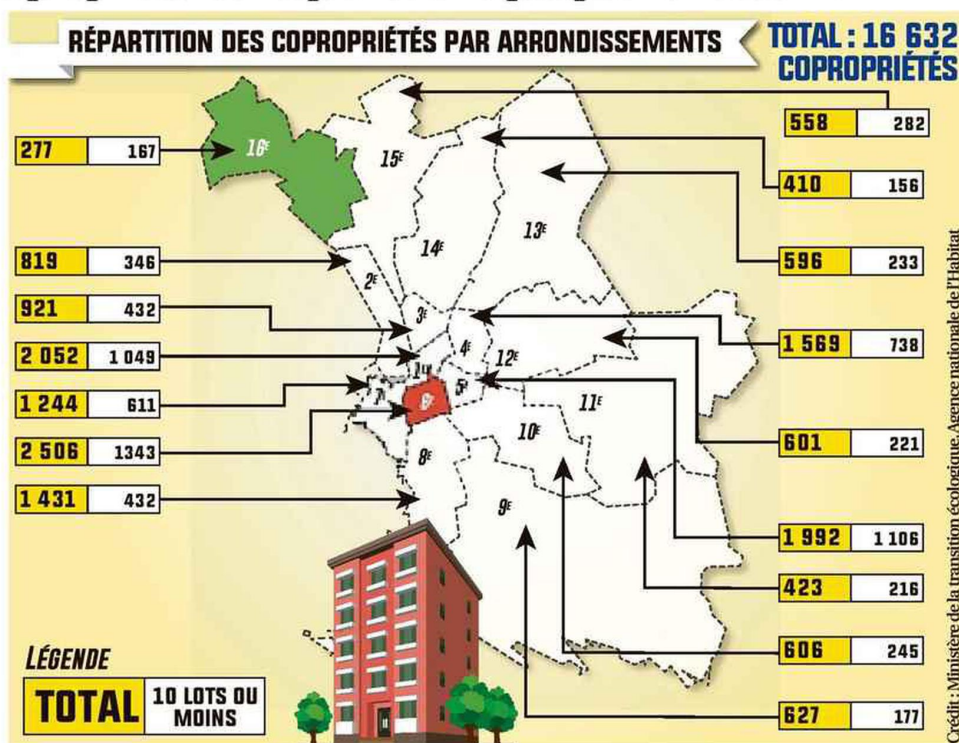 RÉPARTITION DES COPROPRIÉTÉS PAR ARRONDISSEMENTS
TOTAL : 16 632
COPROPRIÉTÉS
277 167
819 346
921 432
2 052 1 049
1 244 611
2 506 1343
1 431 432
558 282
410 156
596 233
1 569 738
601 221
1 992 1 106
423 216
606 245
627 177
16E
15E
14E
13E
2E
3E
4E
12E
5E
11E
10E
8E
9E
LÉGENDE
TOTAL
10 LOTS OU
MOINS
Crédit : Ministère de la transition écologique. Agence nationale de l'Habitat